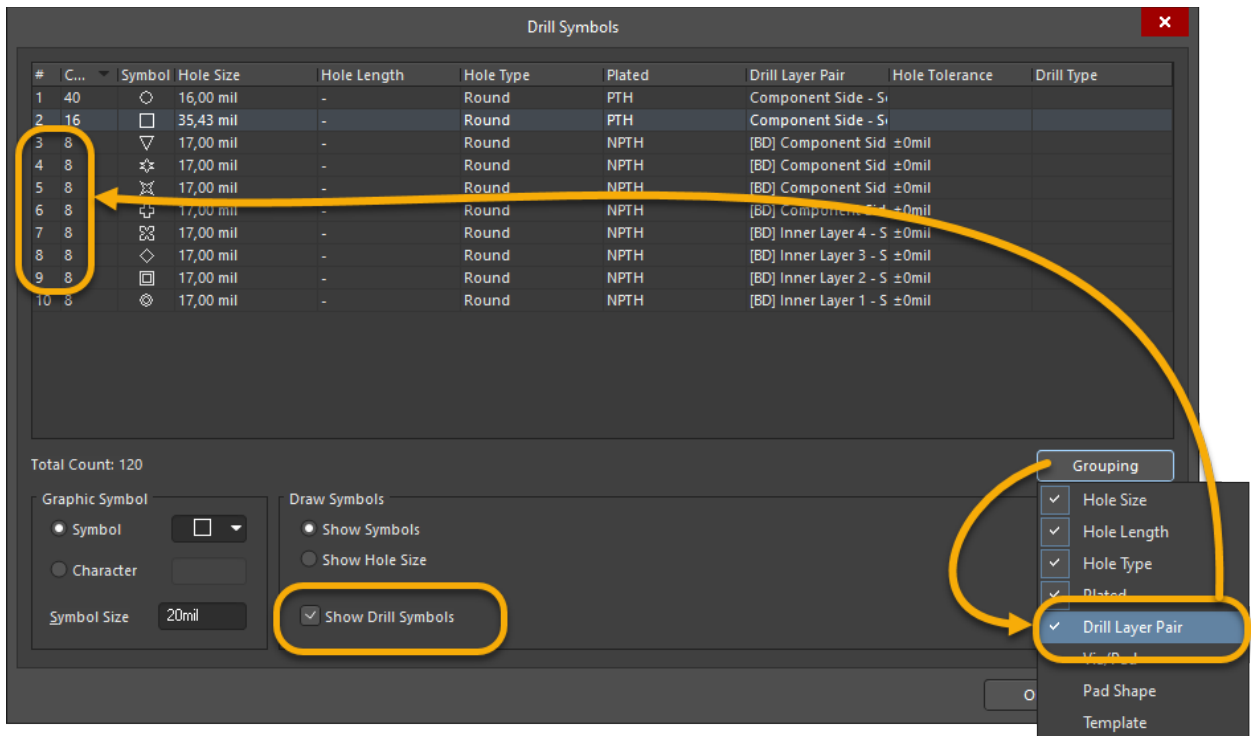 Drill Symbols
# C... Symbol Hole Size Hole Length Hole Type Plated Drill Layer Pair Hole Tolerance Drill Type
1 40 16,00 mil - Round PTH Component Side - So
2 16 35,43 mil - Round PTH Component Side - So
3 8 17,00 mil - Round NPTH [BD] Component Sid ±0mil
4 8 17,00 mil - Round NPTH [BD] Component Sid ±0mil
5 8 17,00 mil - Round NPTH [BD] Component Sid ±0mil
6 8 17,00 mil - Round NPTH [BD] Component Sid ±0mil
7 8 17,00 mil - Round NPTH [BD] Inner Layer 4 - S ±0mil
8 8 17,00 mil - Round NPTH [BD] Inner Layer 3 - S ±0mil
9 8 17,00 mil - Round NPTH [BD] Inner Layer 2 - S ±0mil
10 8 17,00 mil - Round NPTH [BD] Inner Layer 1 - S ±0mil
Total Count: 120
Grouping
Graphic Symbol
Symbol
Character
Symbol Size 20mil
Draw Symbols
Show Symbols
Show Hole Size
Show Drill Symbols
Hole Size
Hole Length
Hole Type
Plated
Drill Layer Pair
Via/Pad
Pad Shape
Template
O